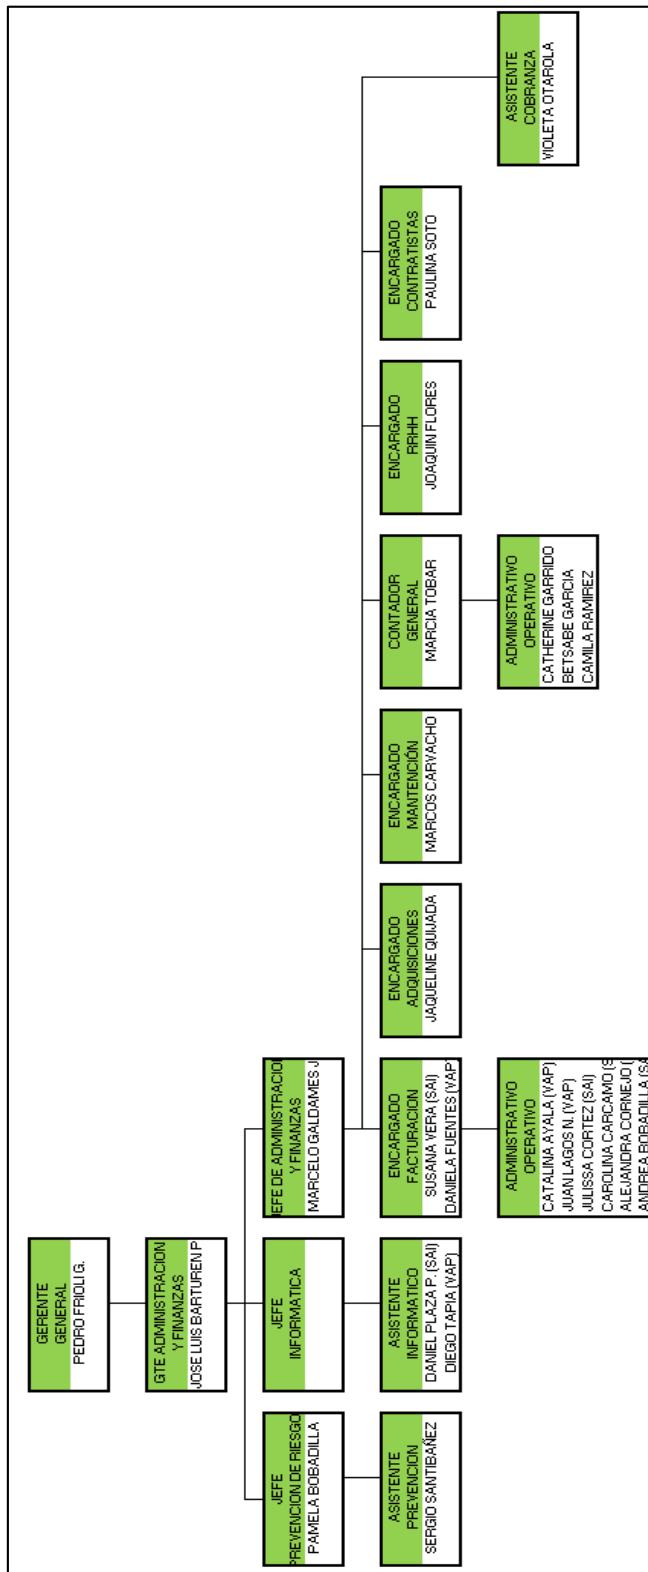 GERENTE
GENERAL
PEDRO FRIOLI G.
GTE ADMINISTRACION
Y FINANZAS
JOSE LUIS BARTUREN P
JEFE
PREVENCION DE RIESGO
PAMELA BOBADILLA
JEFE
INFORMATICA
JEFE DE ADMINISTRACION
Y FINANZAS
MARCELO GALDAMES J
ASISTENTE
PREVENCION
SERGIO SANTIBAÑEZ
ASISTENTE
INFORMATICO
DANIEL PLAZA P. (SAI)
DIEGO TAPIA (VAP)
ENCARGADO
FACTURACION
SUSANA VERA (SAI)
DANIELA FUENTES (VAP)
ENCARGADO
ADQUISICIONES
JAQUELINE QUIJADA
ENCARGADO
MANTENCIÓN
MARCOS CARVACHO
CONTADOR
GENERAL
MARCIA TOBAR
ENCARGADO
RRHH
JOAQUIN FLORES
ENCARGADO
CONTRATISTAS
PAULINA SOTO
ADMINISTRATIVO
OPERATIVO
CATALINA AYALA (VAP)
JUAN LAGOS N. (VAP)
JULISSA CORTEZ (SAI)
CAROLINA CARCAMO (S
ALEJANDRA CORNEJO (
ANDREA BOBADILLA (SA
ADMINISTRATIVO
OPERATIVO
CATHERINE GARRIDO
BETSABE GARCIA
CAMILA RAMIREZ
ASISTENTE
COBRANZA
VIOLETA OTAROLA